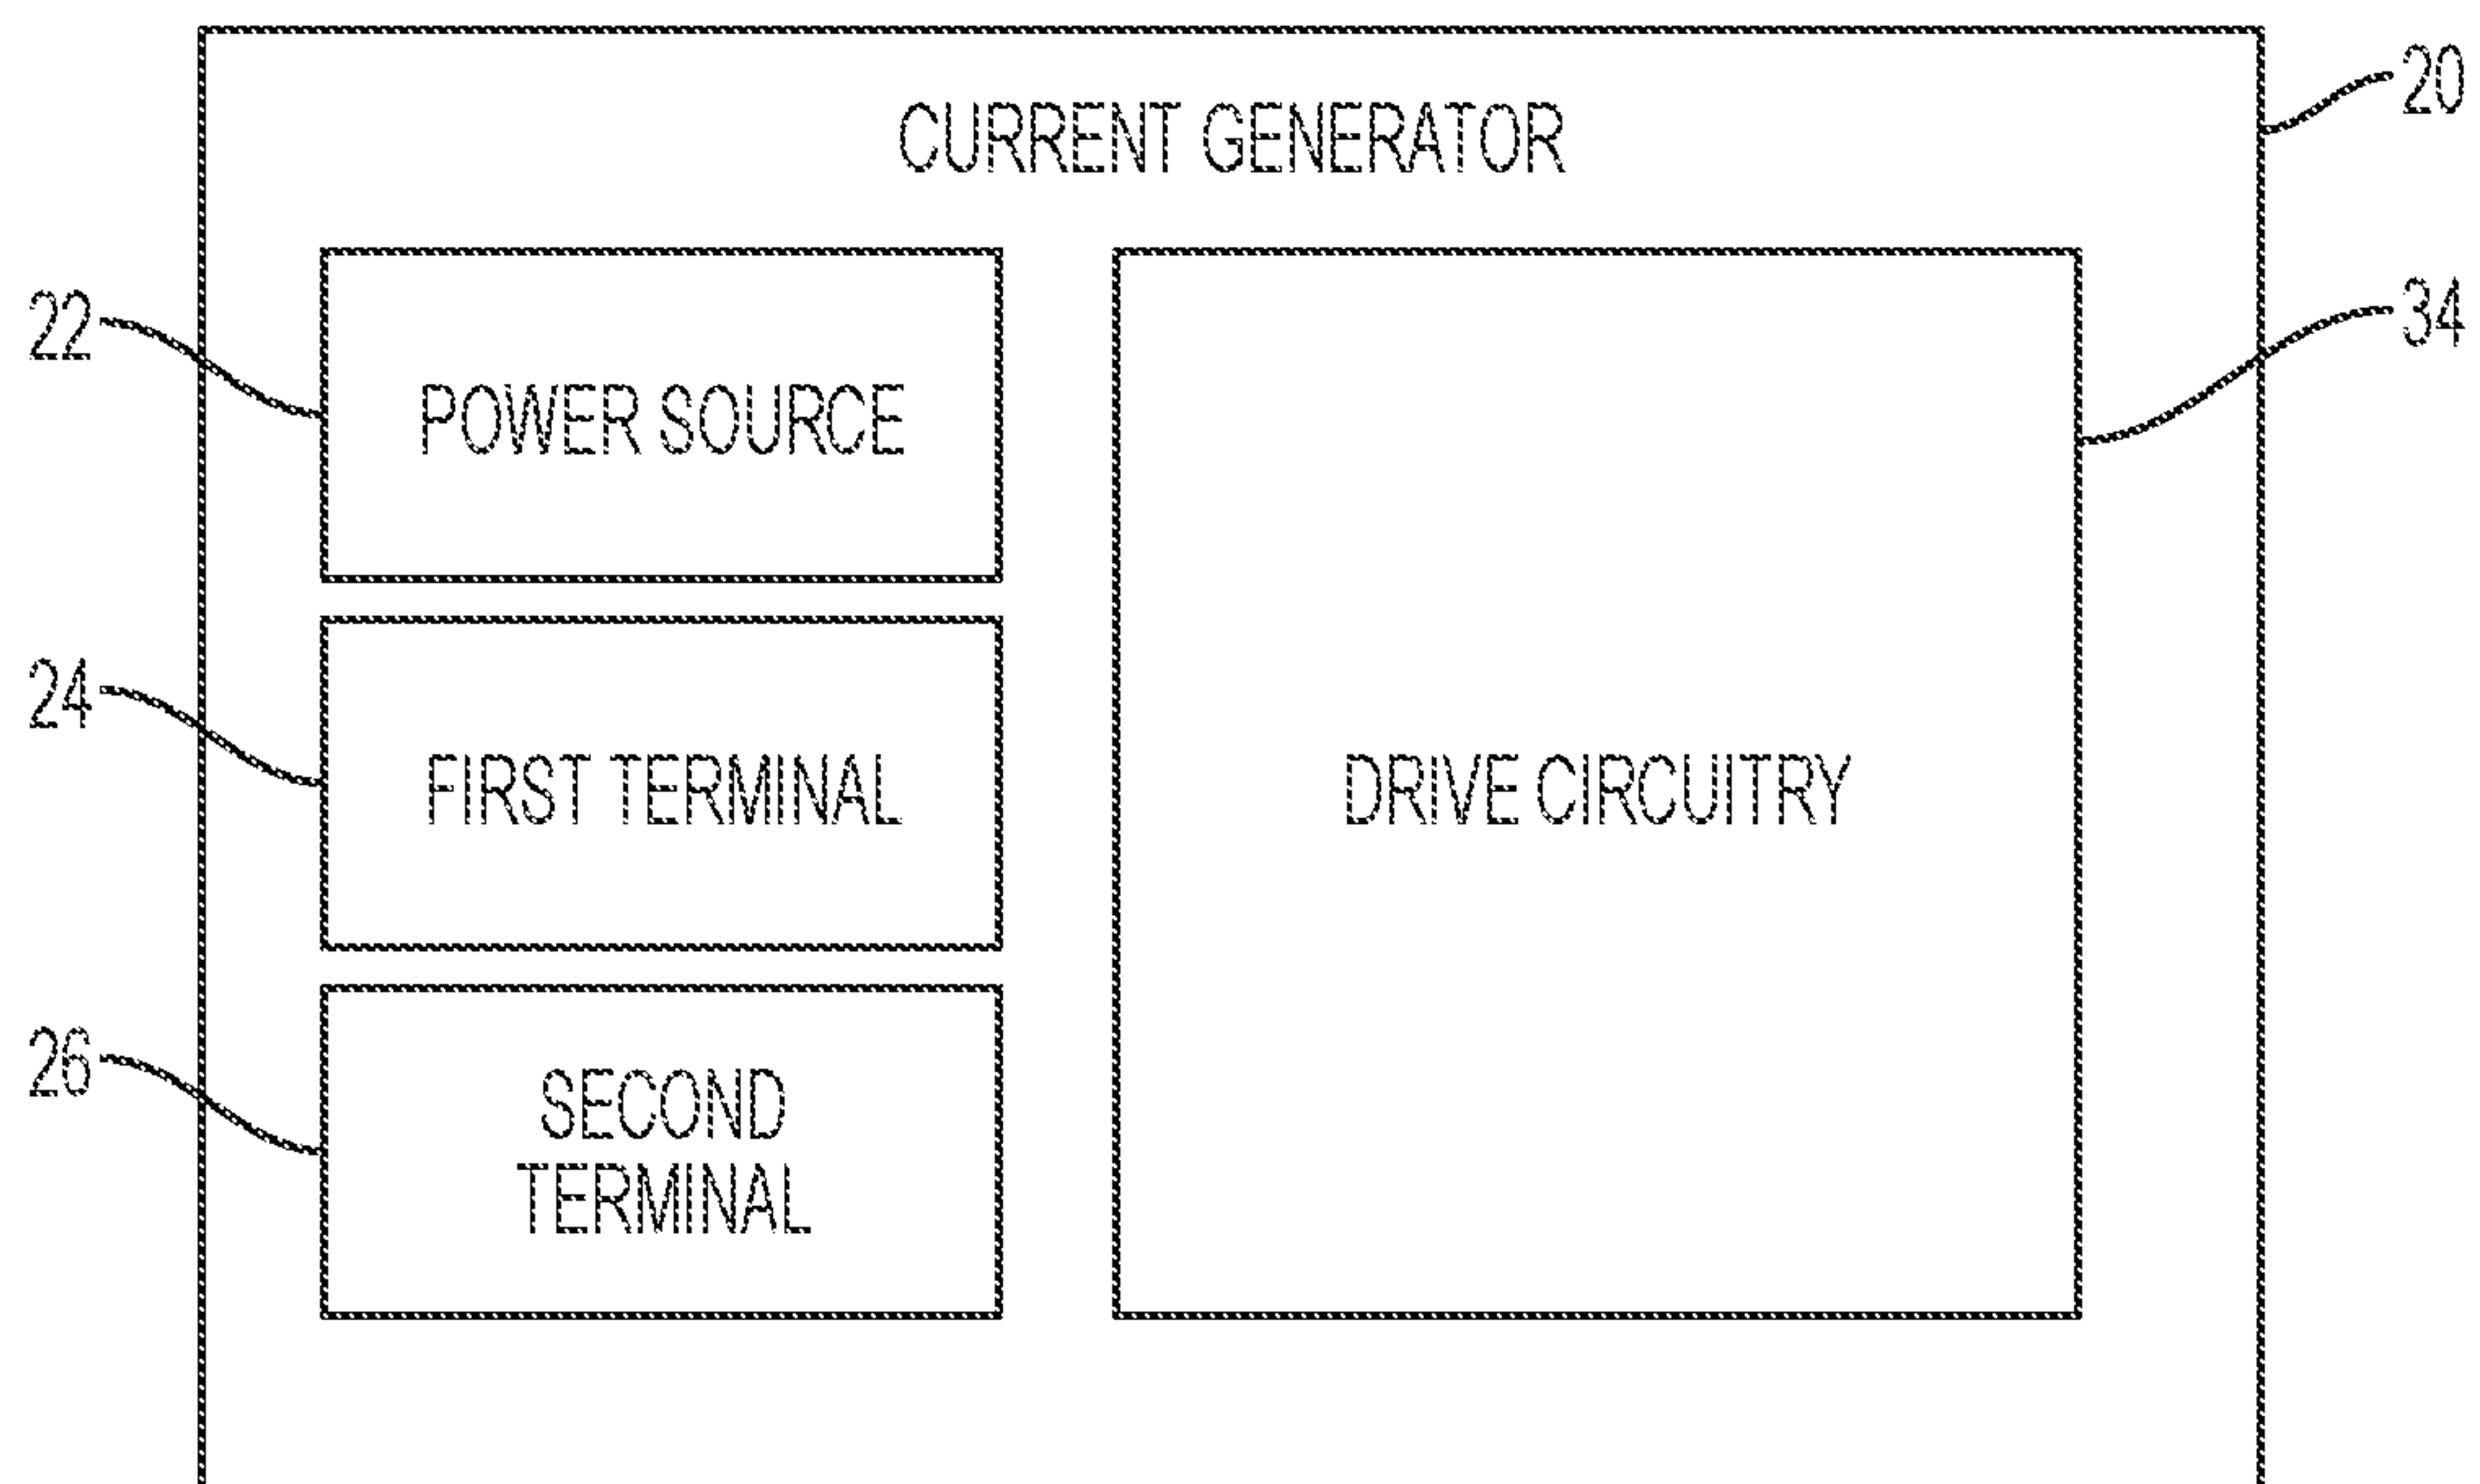 CURRENT GENERATOR
20
22
POWER SOURCE
34
24
FIRST TERMINAL
DRIVE CIRCUITRY
26
SECOND
TERMINAL